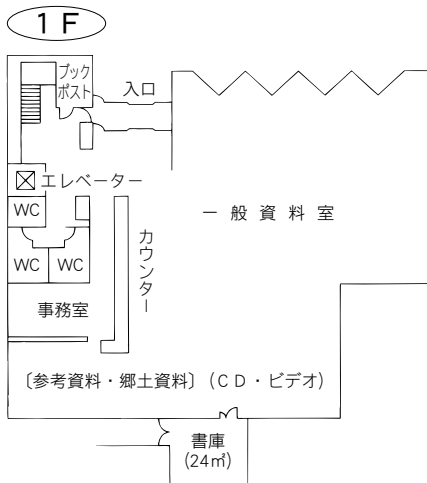 1F
ブック
ポスト
入口
エレベーター
WC
一般資料室
カウンター
WC
WC
事務室
〔参考資料・郷土資料〕(CD・ビデオ)
書庫
(24㎡)